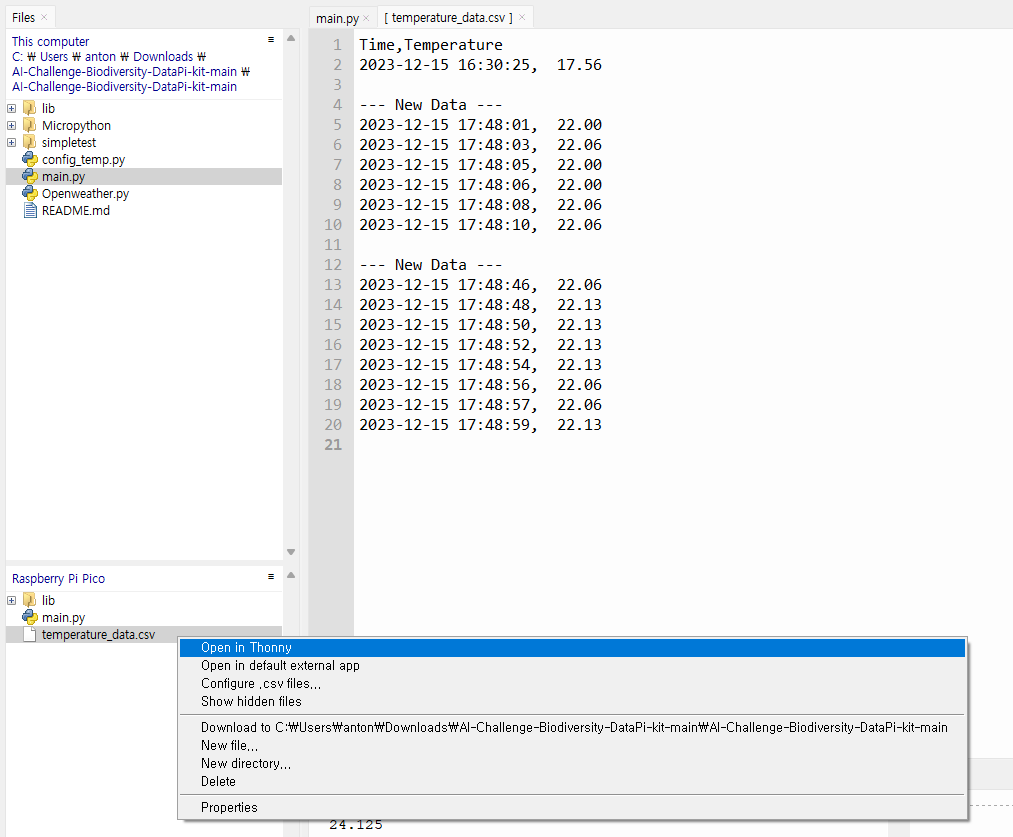 Files
This computer
C: ₩ Users ₩ anton ₩ Downloads ₩
AI-Challenge-Biodiversity-DataPi-kit-main ₩
AI-Challenge-Biodiversity-DataPi-kit-main
lib
Micropython
simpletest
config_temp.py
main.py
Openweather.py
README.md
main.py
[ temperature_data.csv ]
1 Time,Temperature
2 2023-12-15 16:30:25,  17.56
3
4 --- New Data ---
5 2023-12-15 17:48:01,  22.00
6 2023-12-15 17:48:03,  22.06
7 2023-12-15 17:48:05,  22.00
8 2023-12-15 17:48:06,  22.00
9 2023-12-15 17:48:08,  22.06
10 2023-12-15 17:48:10,  22.06
11
12 --- New Data ---
13 2023-12-15 17:48:46,  22.06
14 2023-12-15 17:48:48,  22.13
15 2023-12-15 17:48:50,  22.13
16 2023-12-15 17:48:52,  22.13
17 2023-12-15 17:48:54,  22.13
18 2023-12-15 17:48:56,  22.06
19 2023-12-15 17:48:57,  22.06
20 2023-12-15 17:48:59,  22.13
21
Raspberry Pi Pico
lib
main.py
temperature_data.csv
Open in Thonny
Open in default external app
Configure .csv files...
Show hidden files
Download to C:₩Users₩anton₩Downloads₩AI-Challenge-Biodiversity-DataPi-kit-main₩AI-Challenge-Biodiversity-DataPi-kit-main
New file...
New directory...
Delete
Properties
24.125